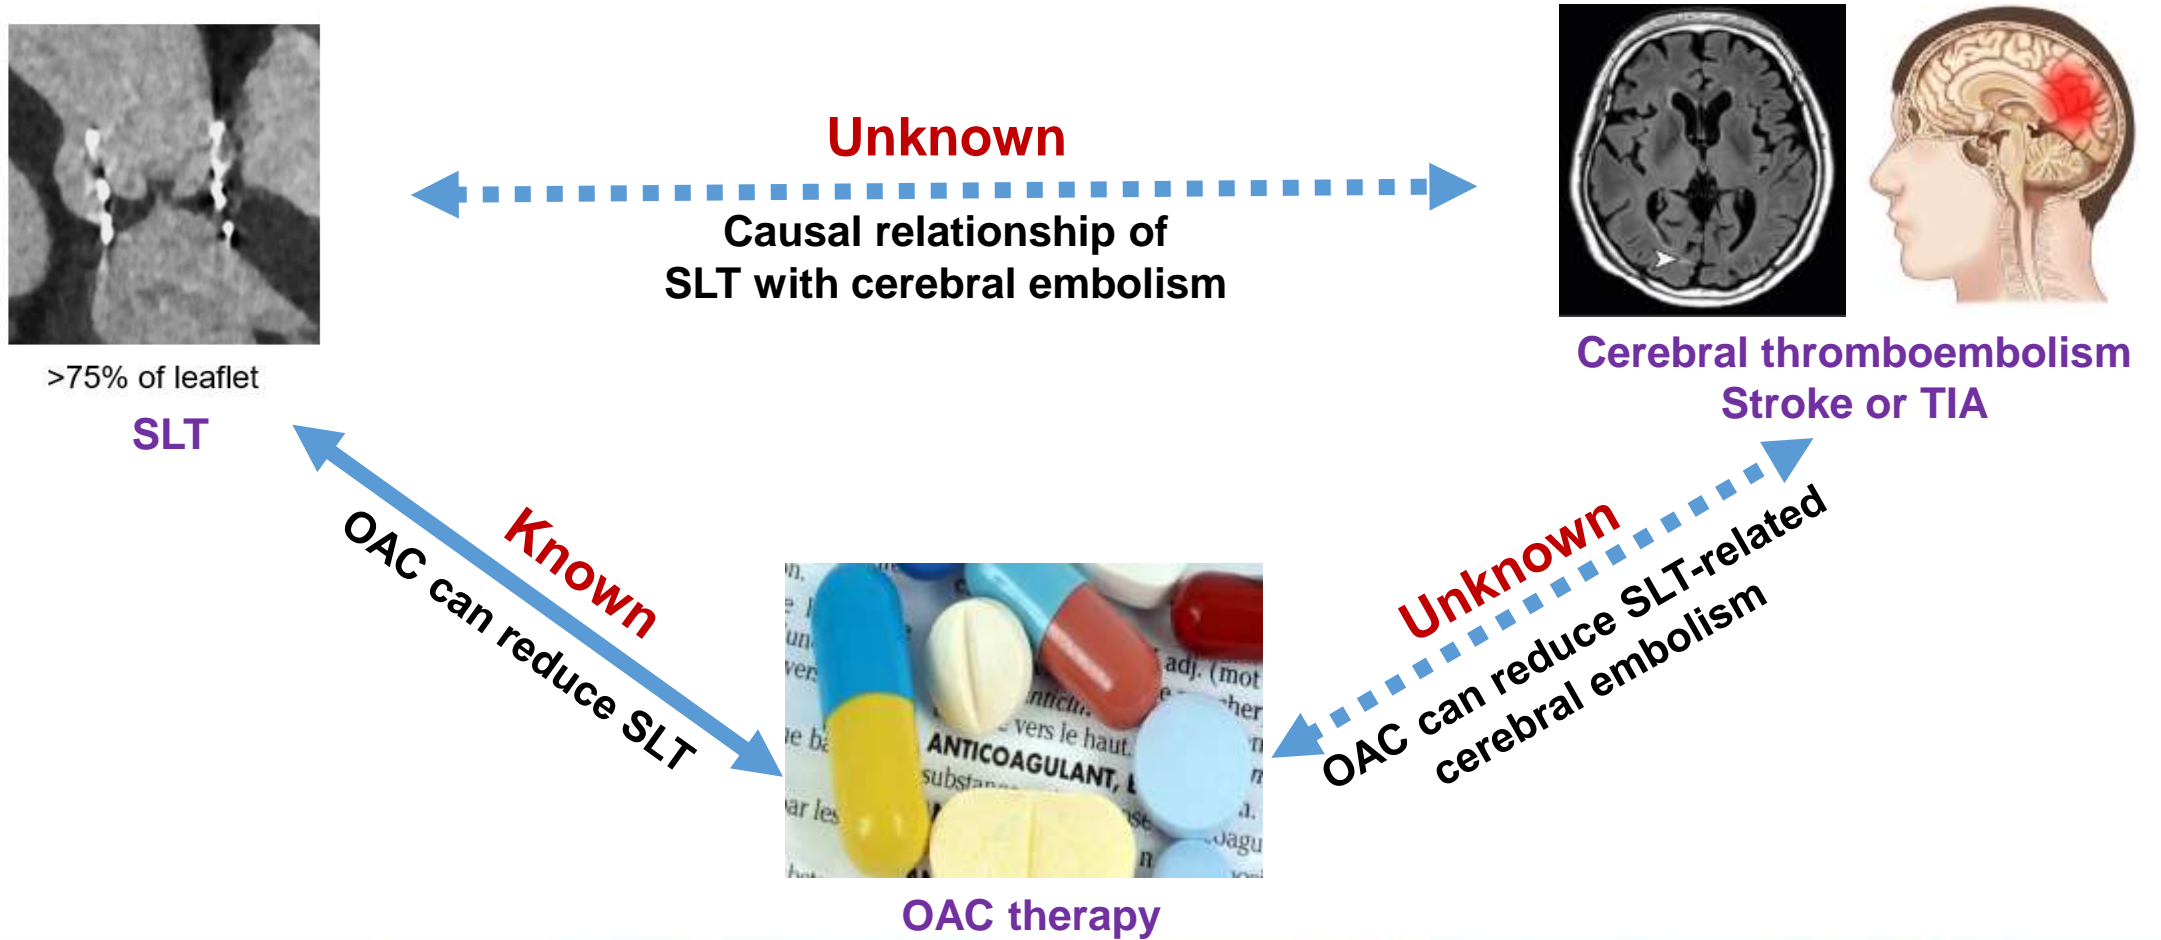 Unknown
Causal relationship of
SLT with cerebral embolism
>75% of leaflet
SLT
Cerebral thromboembolism
Stroke or TIA
Known
OAC can reduce SLT
Unknown
OAC can reduce SLT-related
cerebral embolism
adj. (mot
vers le haut.
ANTICOAGULANT,
ar les
OAC therapy